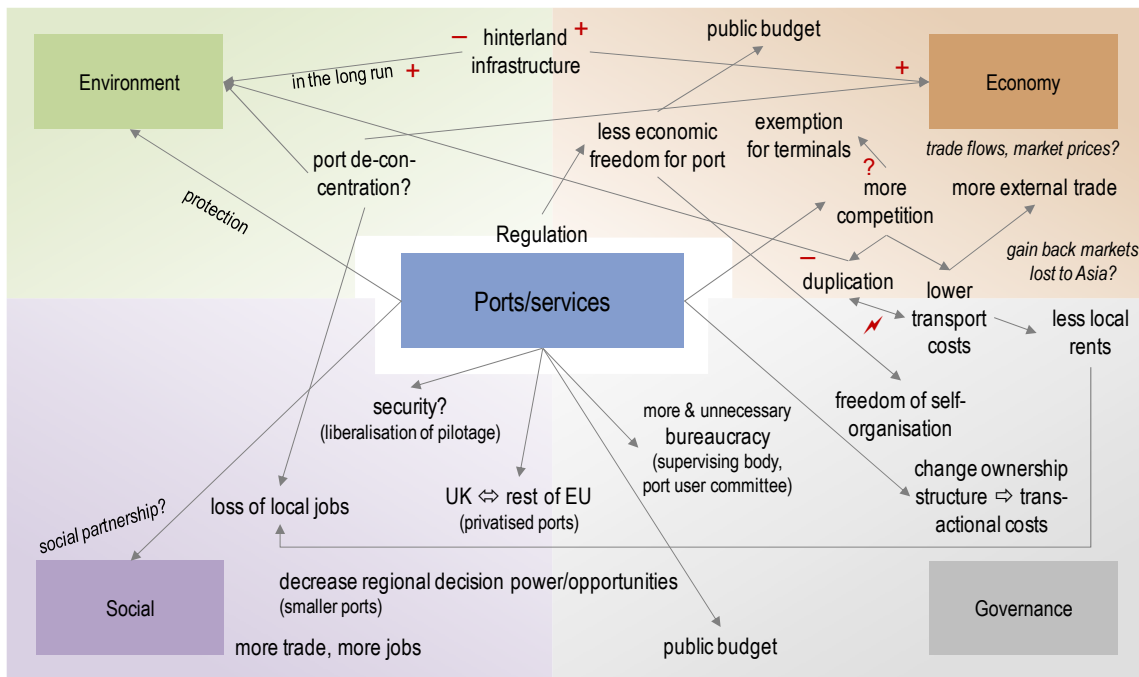 − hinterland +
infrastructure
public budget
Environment
in the long run +
+
Economy
less economic
freedom for port
exemption
for terminals
trade flows, market prices?
port de-con-
centration?
?
more
competition
more external trade
protection
Regulation
gain back markets
lost to Asia?
−
duplication
Ports/services
lower
transport
costs
less local
rents
security?
(liberalisation of pilotage)
more & unnecessary
bureaucracy
(supervising body,
port user committee)
freedom of self-
organisation
UK ⬄ rest of EU
(privatised ports)
change ownership
structure ⇨ trans-
actional costs
loss of local jobs
social partnership?
Social
decrease regional decision power/opportunities
(smaller ports)
more trade, more jobs
public budget
Governance